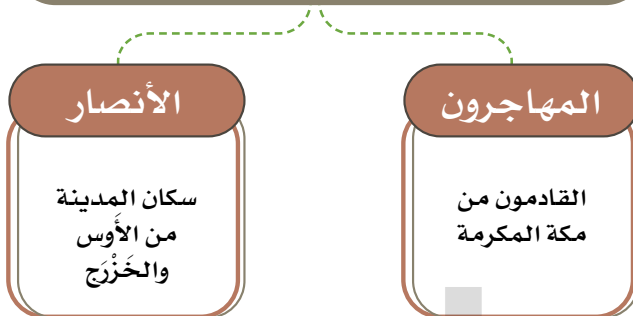 المهاجرون
القادمون من
مكة المكرمة
الأنصار
سكان المدينة
من الأَوس
والخَزْرَج